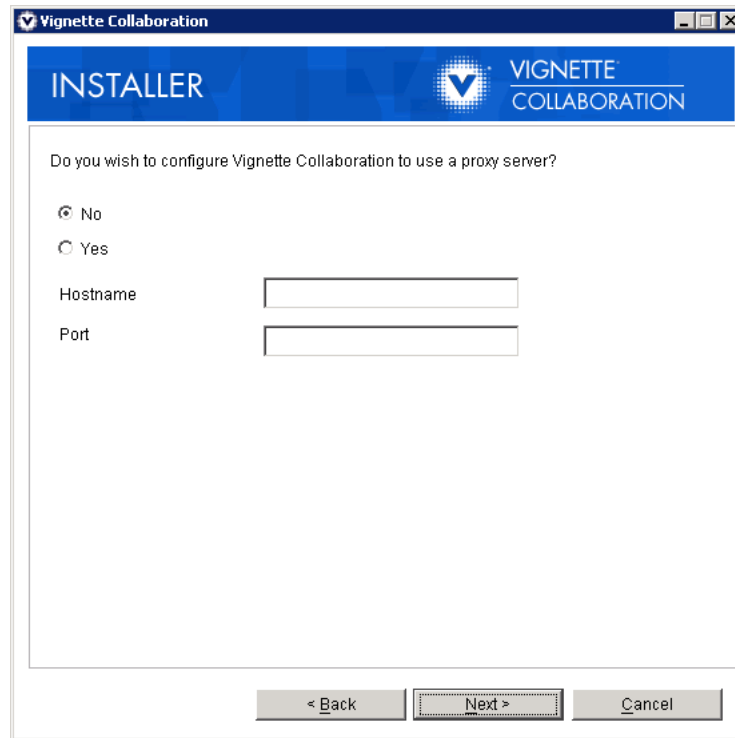 Vignette Collaboration
INSTALLER
VIGNETTE
COLLABORATION
Do you wish to configure Vignette Collaboration to use a proxy server?
No
Yes
Hostname
Port
< Back
Next >
Cancel